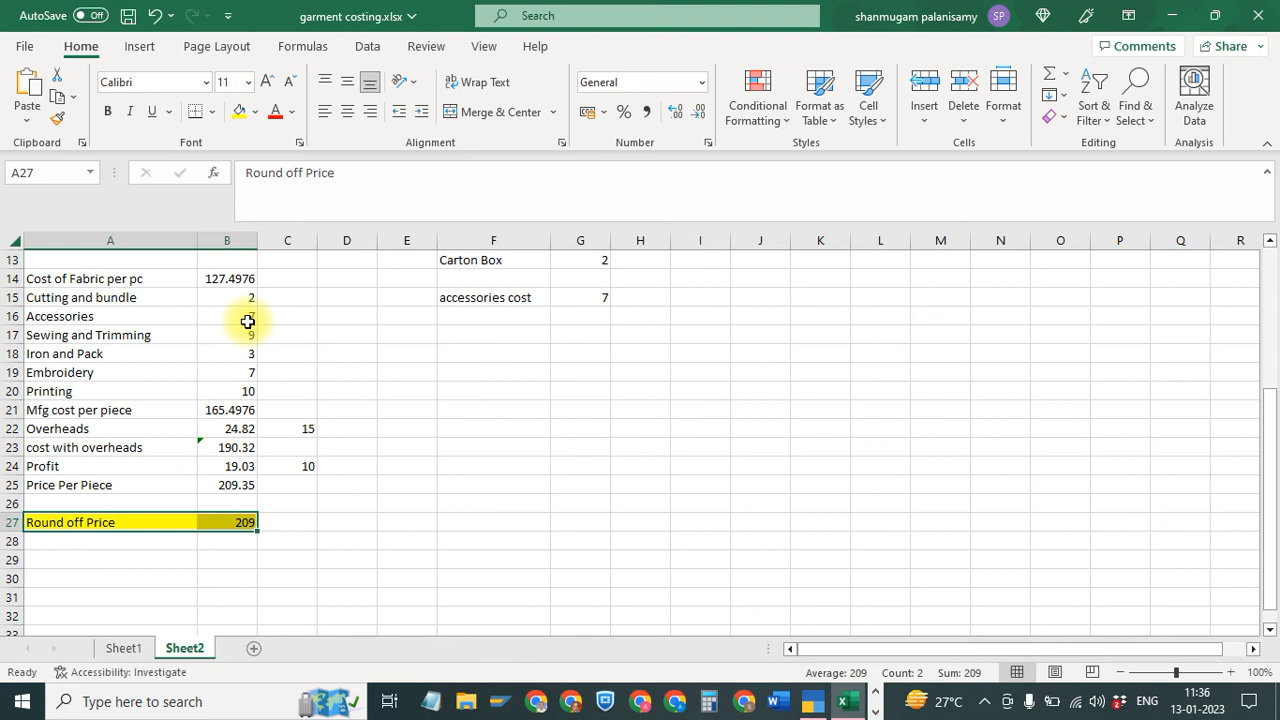 AutoSave Off garment costing.xlsx Search shanmugam palanisamy SP
File Home Insert Page Layout Formulas Data Review View Help Comments Share
Paste Calibri 11 Wrap Text General Conditional Formatting Format as Table Cell Styles Insert Delete Format Sort & Filter Find & Select Analyze Data
B I U A Merge & Center % ,
Clipboard Font Alignment Number Styles Cells Editing Analysis
A27 fx Round off Price
A B C D E F G H I J K L M N O P Q R
13 Carton Box 2
14 Cost of Fabric per pc 127.4976
15 Cutting and bundle 2 accessories cost 7
16 Accessories 7
17 Sewing and Trimming 9
18 Iron and Pack 3
19 Embroidery 7
20 Printing 10
21 Mfg cost per piece 165.4976
22 Overheads 24.82 15
23 cost with overheads 190.32
24 Profit 19.03 10
25 Price Per Piece 209.35
26
27 Round off Price 209
28
29
30
31
32
33
Sheet1 Sheet2
Ready Accessibility: Investigate Average: 209 Count: 2 Sum: 209 100%
Type here to search 27°C ENG 11:36
13-01-2023